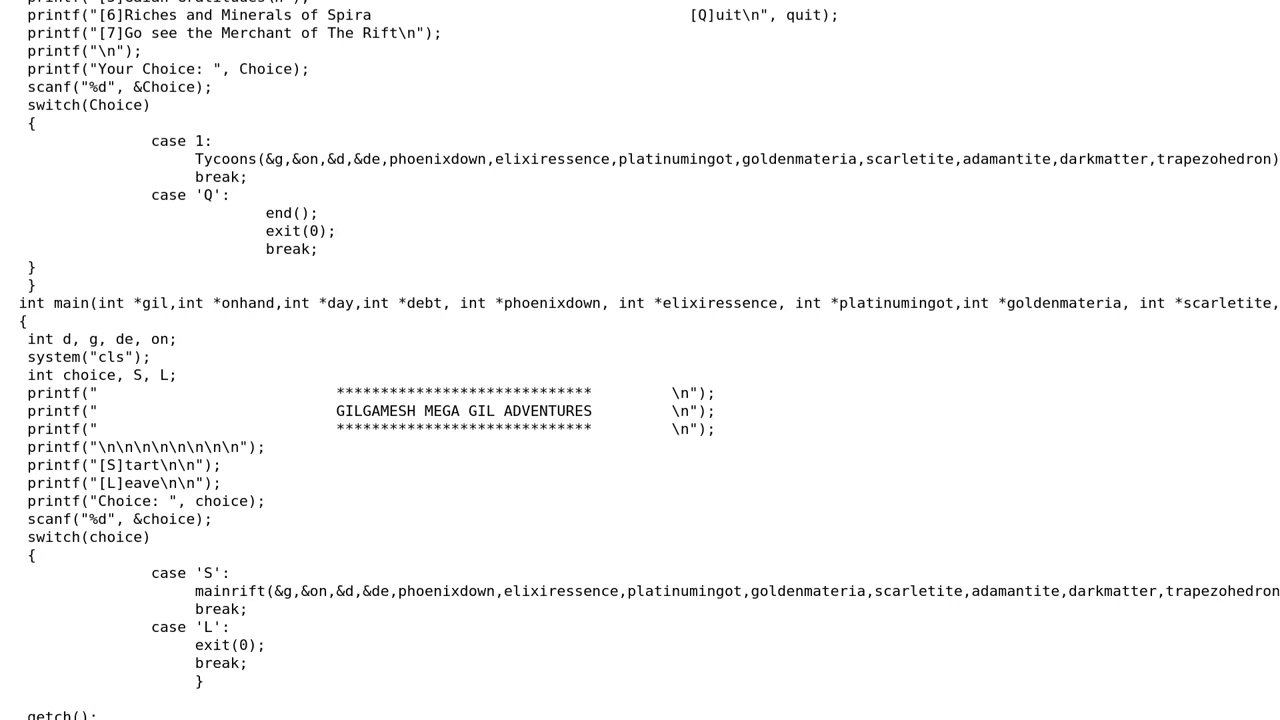 printf("[5]Gaian Gratitudes\n");
printf("[6]Riches and Minerals of Spira                                    [Q]uit\n", quit);
printf("[7]Go see the Merchant of The Rift\n");
printf("\n");
printf("Your Choice: ", Choice);
scanf("%d", &Choice);
switch(Choice)
{
case 1:
Tycoons(&g,&on,&d,&de,phoenixdown,elixiressence,platinumingot,goldenmateria,scarletite,adamantite,darkmatter,trapezohedron)
break;
case 'Q':
end();
exit(0);
break;
}
}
int main(int *gil,int *onhand,int *day,int *debt, int *phoenixdown, int *elixiressence, int *platinumingot,int *goldenmateria, int *scarletite,
{
int d, g, de, on;
system("cls");
int choice, S, L;
printf("                           *****************************         \n");
printf("                           GILGAMESH MEGA GIL ADVENTURES         \n");
printf("                           *****************************         \n");
printf("\n\n\n\n\n\n\n\n");
printf("[S]tart\n\n");
printf("[L]eave\n\n");
printf("Choice: ", choice);
scanf("%d", &choice);
switch(choice)
{
case 'S':
mainrift(&g,&on,&d,&de,phoenixdown,elixiressence,platinumingot,goldenmateria,scarletite,adamantite,darkmatter,trapezohedron
break;
case 'L':
exit(0);
break;
}
getch();